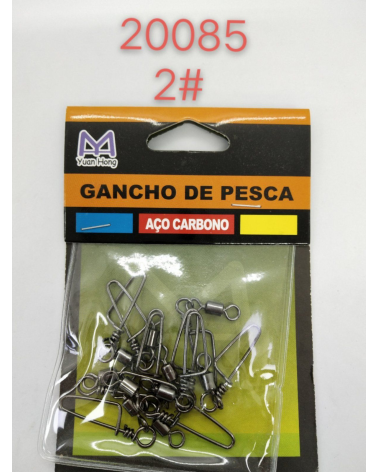 20085
2#
Yuan Hong
GANCHO DE PESCA
AÇO CARBONO